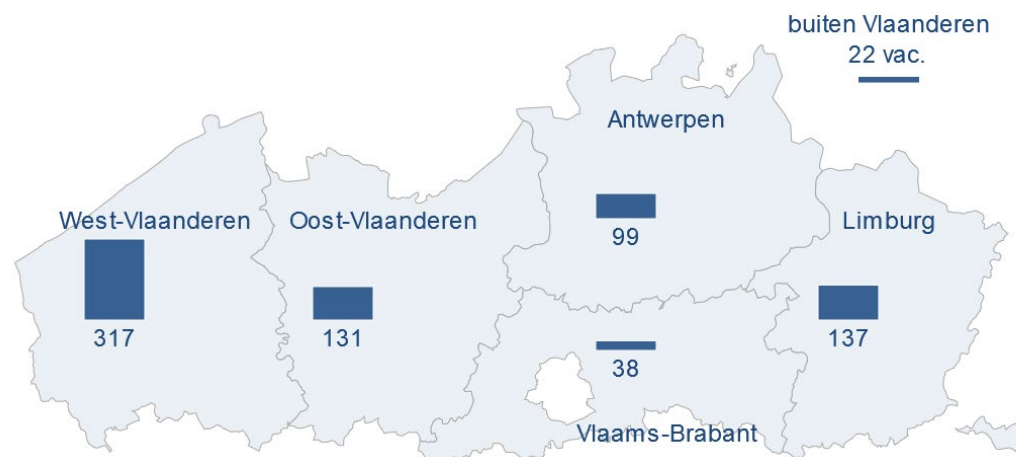 buiten Vlaanderen
22 vac.
Antwerpen
99
West-Vlaanderen
317
Oost-Vlaanderen
131
Limburg
137
38
Vlaams-Brabant